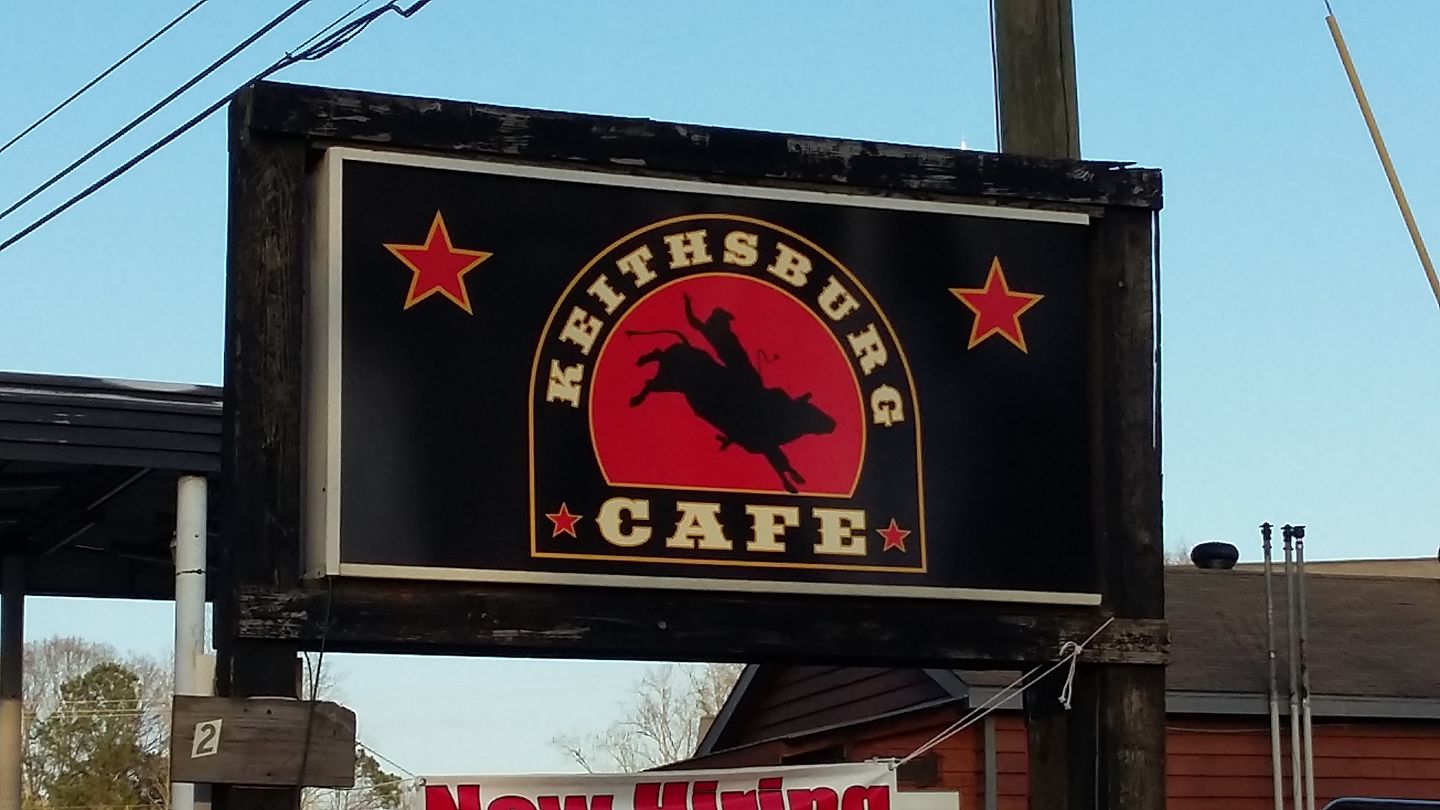 KEITHSBURG
CAFE
2
Now Hiring